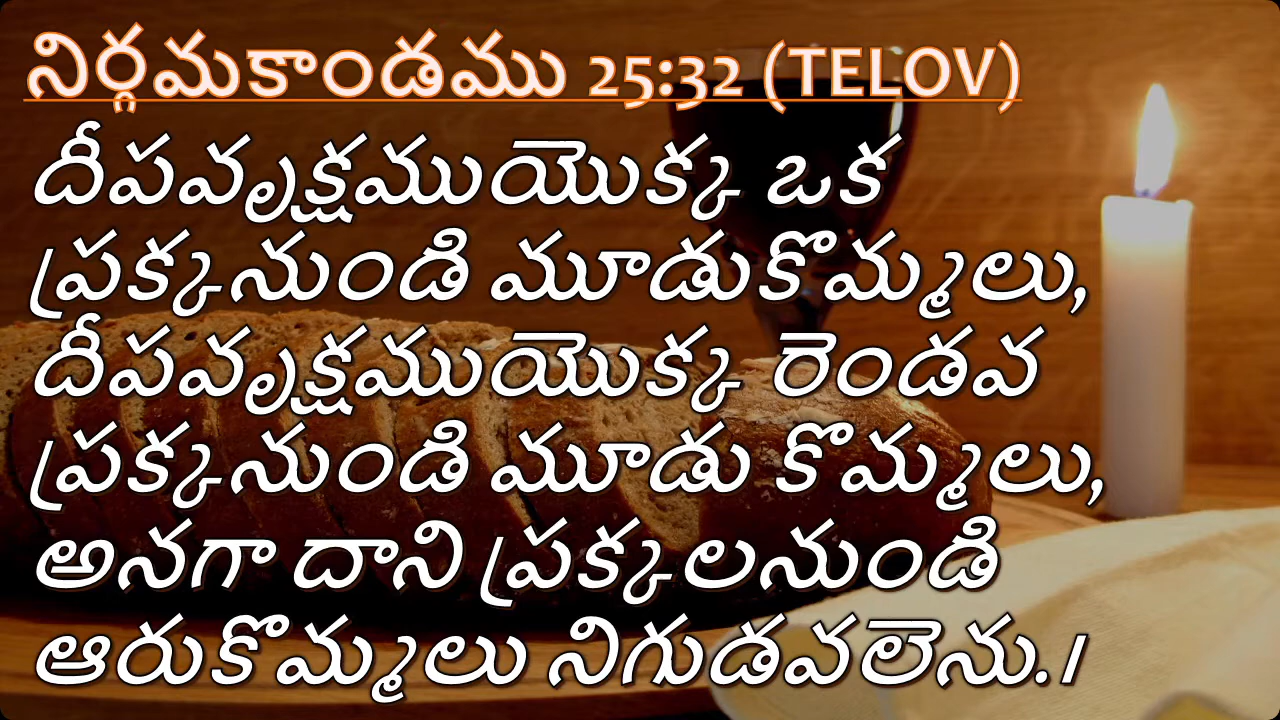 నిర్గమకాండము 25:32 (TELOV)
దీపవృక్షముయొక్క ఒక
ప్రక్కనుండి మూడుకొమ్మలు,
దీపవృక్షముయొక్క రెండవ
ప్రక్కనుండి మూడు కొమ్మలు,
అనగా దాని ప్రక్కలనుండి
ఆరుకొమ్మలు నిగుడవలెను.।